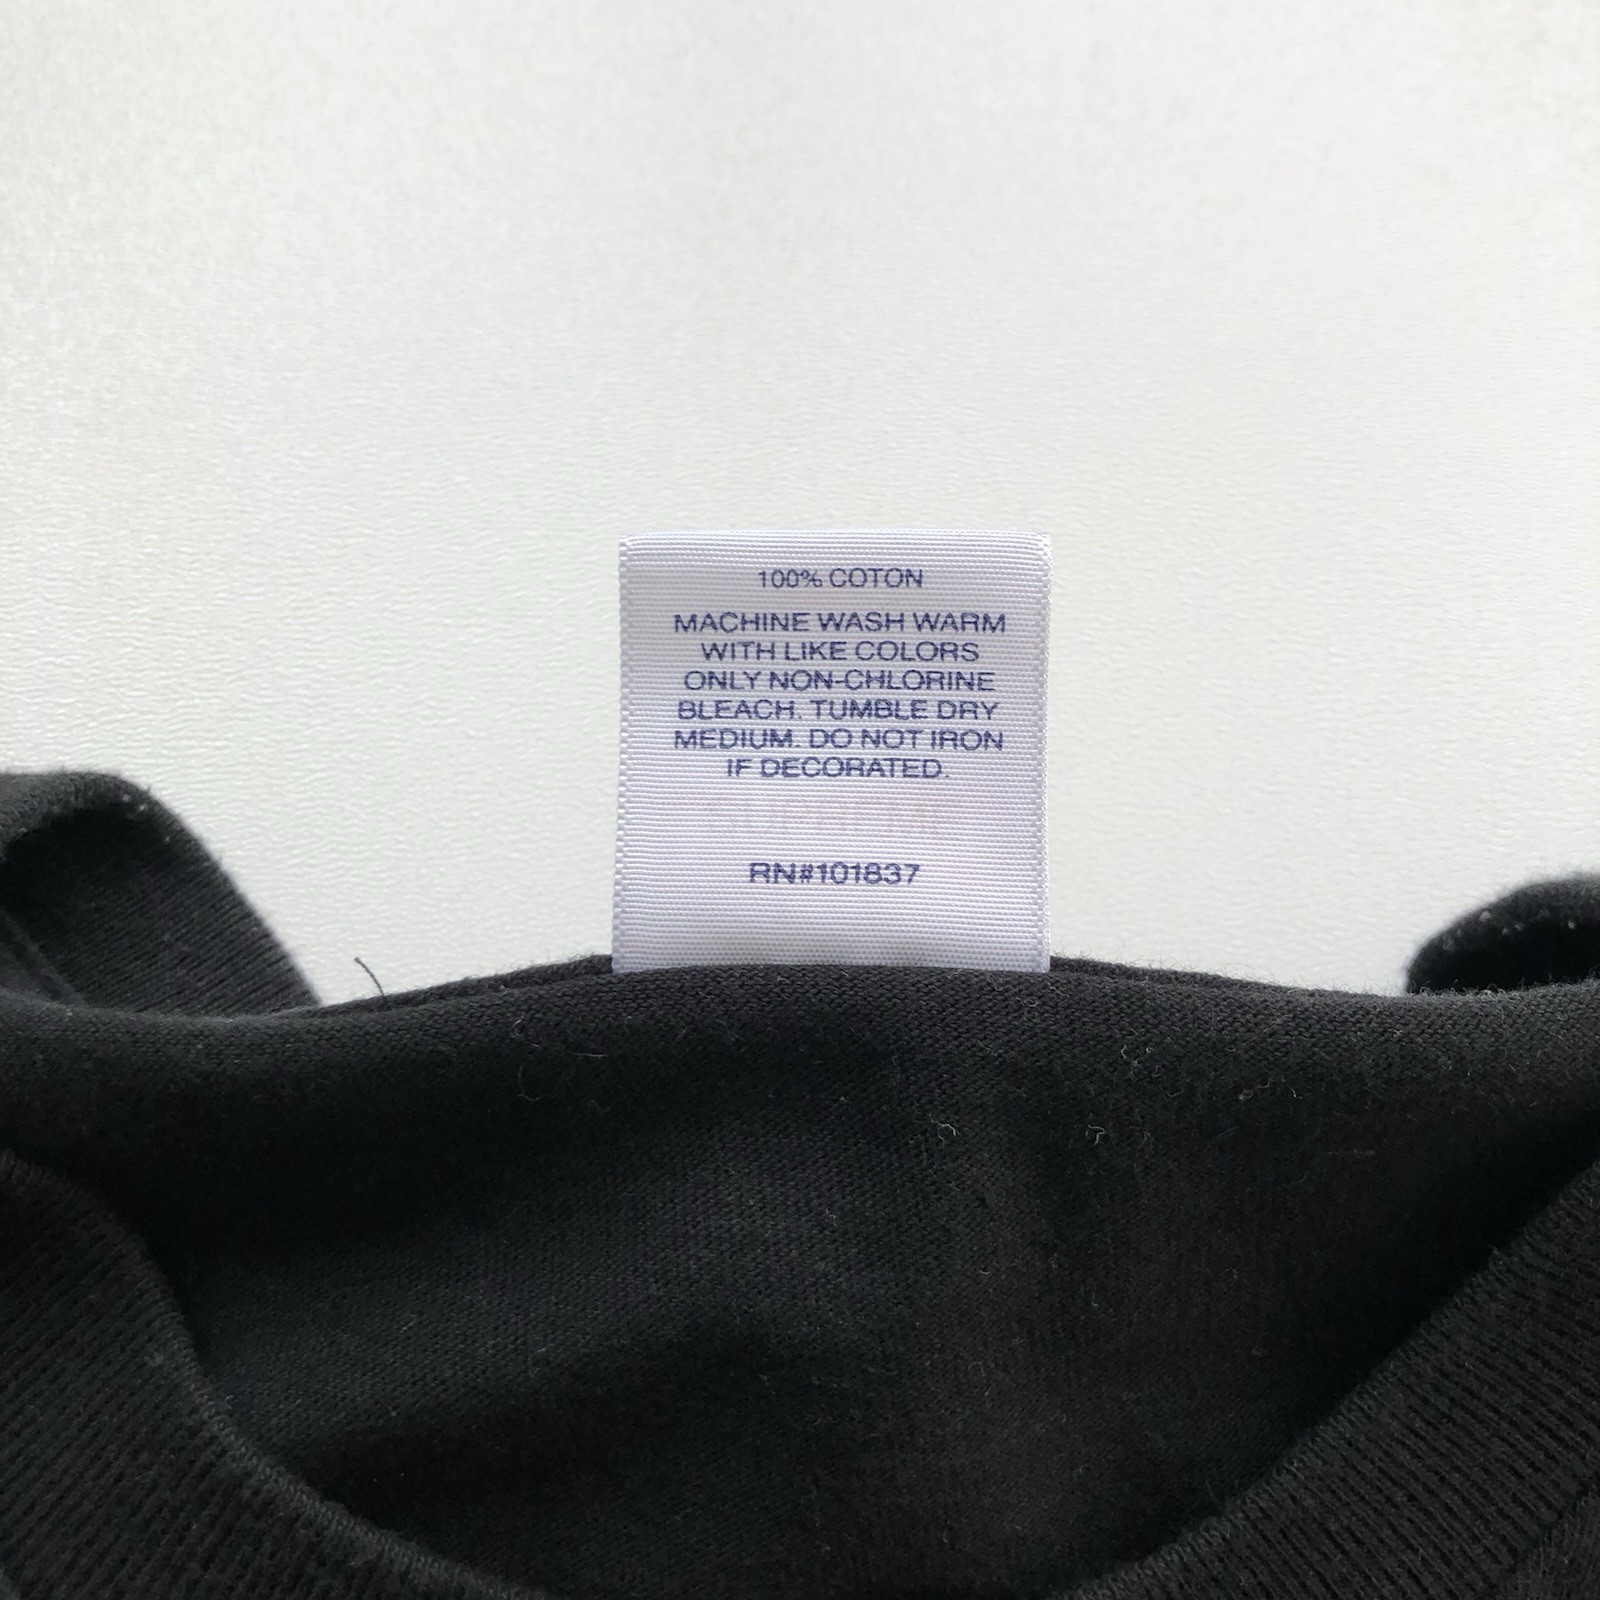 100% COTON
MACHINE WASH WARM
WITH LIKE COLORS
ONLY NON-CHLORINE
BLEACH. TUMBLE DRY
MEDIUM. DO NOT IRON
IF DECORATED.
RN#101837